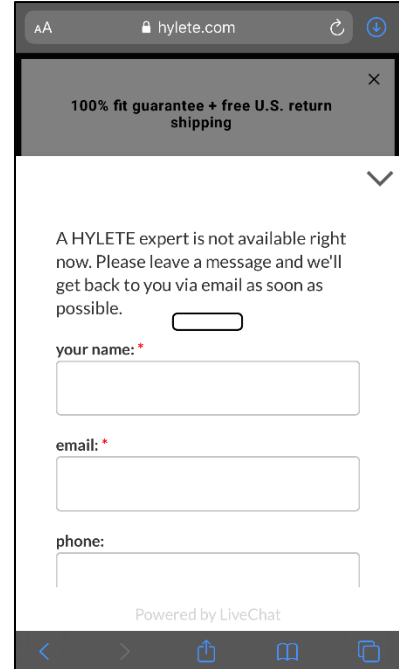 AA hylete.com
100% fit guarantee + free U.S. return
shipping
A HYLETE expert is not available right
now. Please leave a message and we'll
get back to you via email as soon as
possible.
your name: *
email: *
phone:
Powered by LiveChat